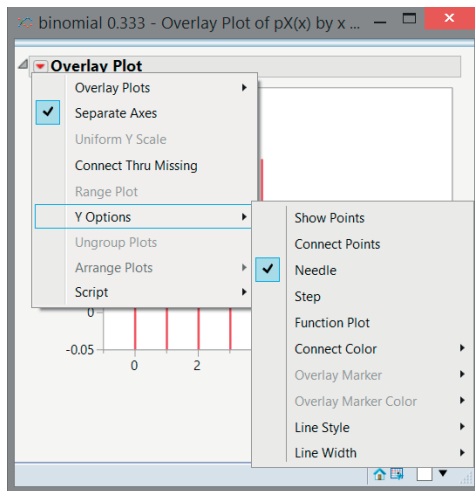 binomial 0.333 - Overlay Plot of pX(x) by x ...
Overlay Plot
Overlay Plots
Separate Axes
Uniform Y Scale
Connect Thru Missing
Range Plot
Y Options
Ungroup Plots
Arrange Plots
Script
Show Points
Connect Points
Needle
Step
Function Plot
Connect Color
Overlay Marker
Overlay Marker Color
Line Style
Line Width
0
-0.05
0 2